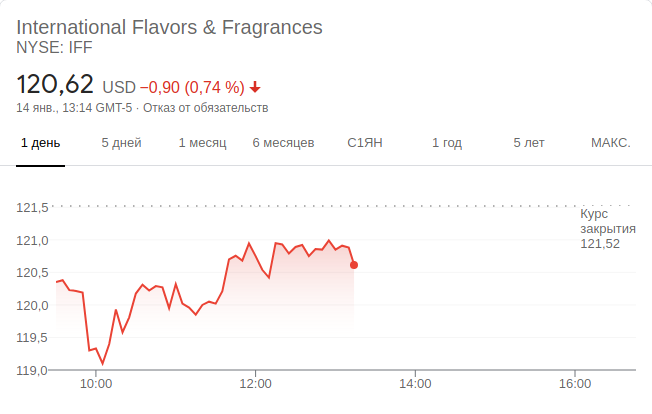 International Flavors & Fragrances
NYSE: IFF
120,62 USD −0,90 (0,74 %)
14 янв., 13:14 GMT-5 · Отказ от обязательств
1 день 5 дней 1 месяц 6 месяцев С1ЯН 1 год 5 лет МАКС.
121,5
Курс
закрытия
121,52
121,0
120,5
120,0
119,5
119,0
10:00 12:00 14:00 16:00